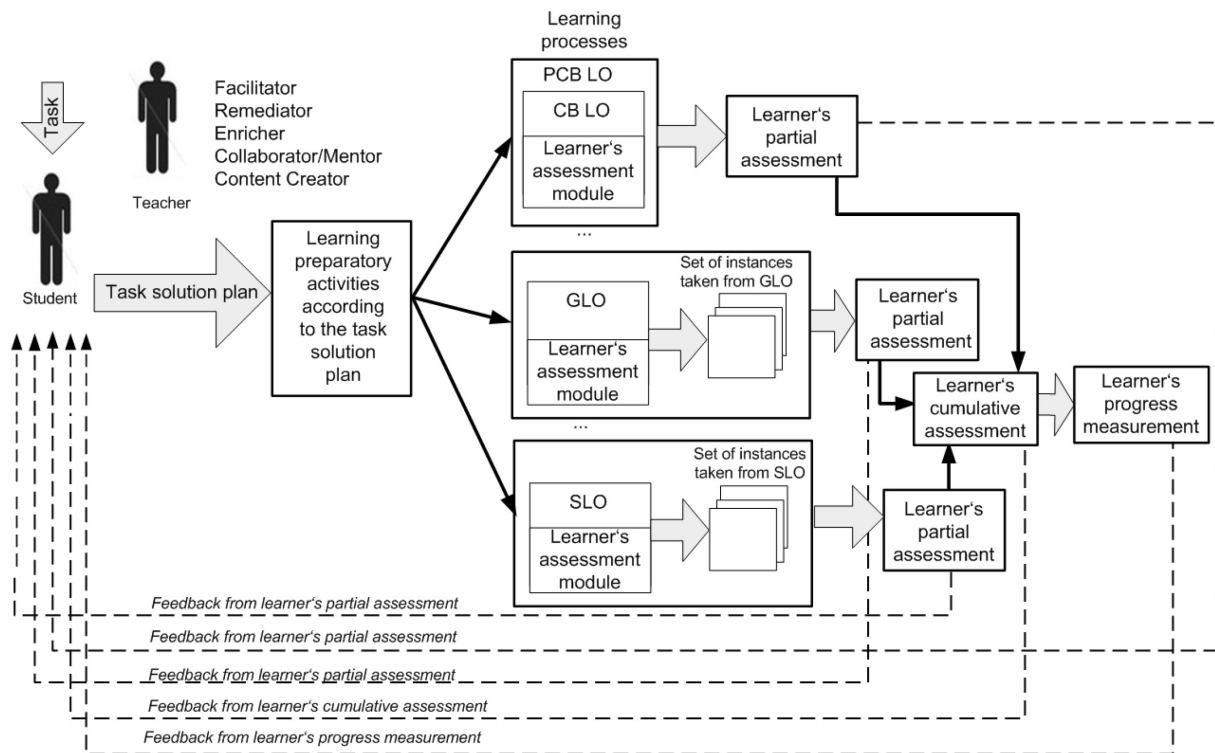 Learning
processes
Task
Facilitator
Remediator
Enricher
Collaborator/Mentor
Content Creator
Teacher
Student
Task solution plan
Learning
preparatory
activities
according
to the task
solution
plan
PCB LO
CB LO
Learner‘s
assessment
module
...
Learner‘s
partial
assessment
GLO
Learner‘s
assessment
module
Set of instances
taken from GLO
...
Learner‘s
partial
assessment
SLO
Learner‘s
assessment
module
Set of instances
taken from SLO
Learner‘s
partial
assessment
Learner‘s
cumulative
assessment
Learner‘s
progress
measurement
Feedback from learner‘s partial assessment
Feedback from learner‘s partial assessment
Feedback from learner‘s partial assessment
Feedback from learner‘s cumulative assessment
Feedback from learner‘s progress measurement